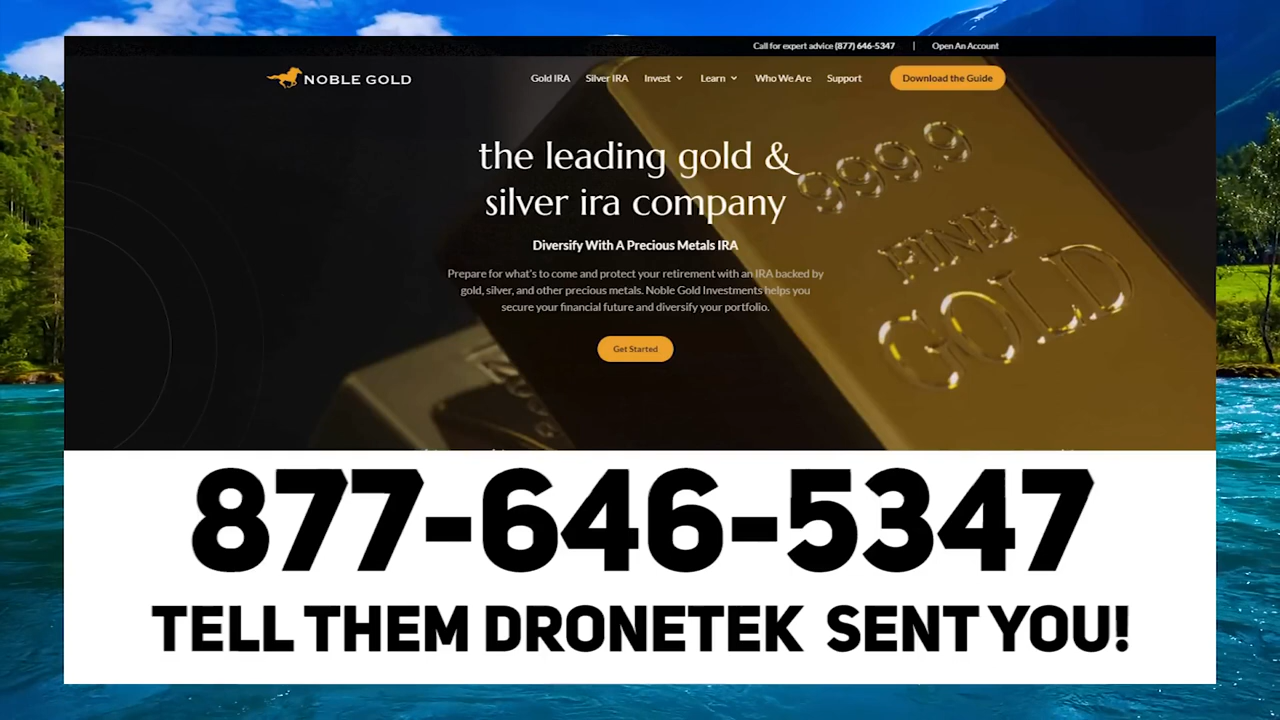 Call for expert advice (877) 646-5347 | Open An Account
NOBLE GOLD
Gold IRA Silver IRA Invest Learn Who We Are Support Download the Guide
the leading gold &
silver ira company
Diversify With A Precious Metals IRA
Prepare for what's to come and protect your retirement with an IRA backed by
gold, silver, and other precious metals. Noble Gold Investments helps you
secure your financial future and diversify your portfolio.
Get Started
999.9
FINE
GOLD
877-646-5347
TELL THEM DRONETEK SENT YOU!